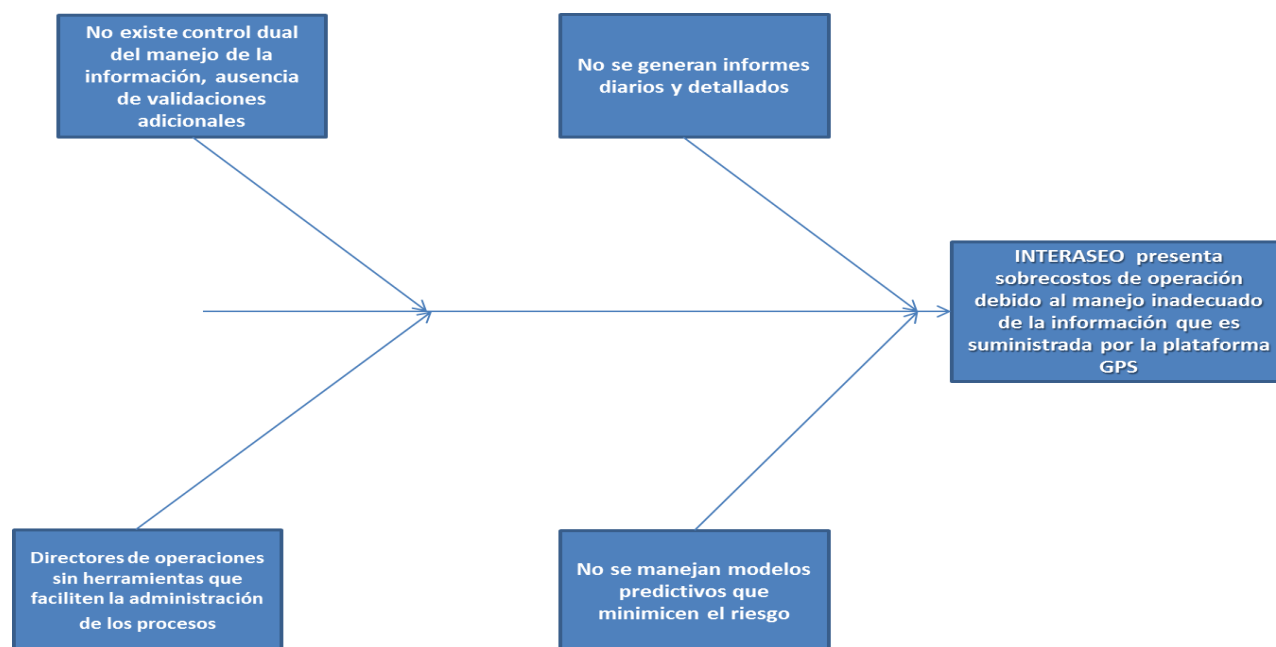 No existe control dual
del manejo de la
información, ausencia
de validaciones
adicionales
No se generan informes
diarios y detallados
INTERASEO presenta
sobrecostos de operación
debido al manejo inadecuado
de la información que es
suministrada por la plataforma
GPS
Directores de operaciones
sin herramientas que
faciliten la administración
de los procesos
No se manejan modelos
predictivos que
minimicen el riesgo